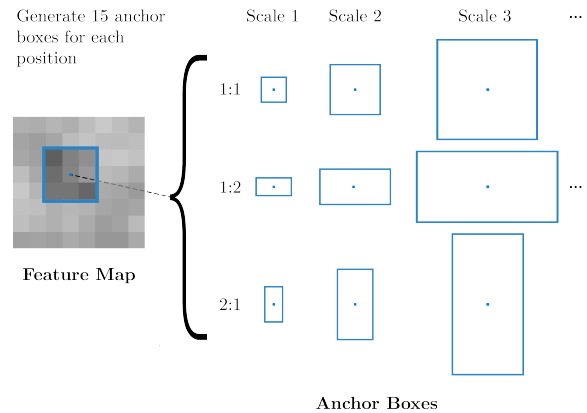 Generate 15 anchor
boxes for each
position
Scale 1
Scale 2
Scale 3
...
1:1
1:2
...
2:1
Feature Map
Anchor Boxes